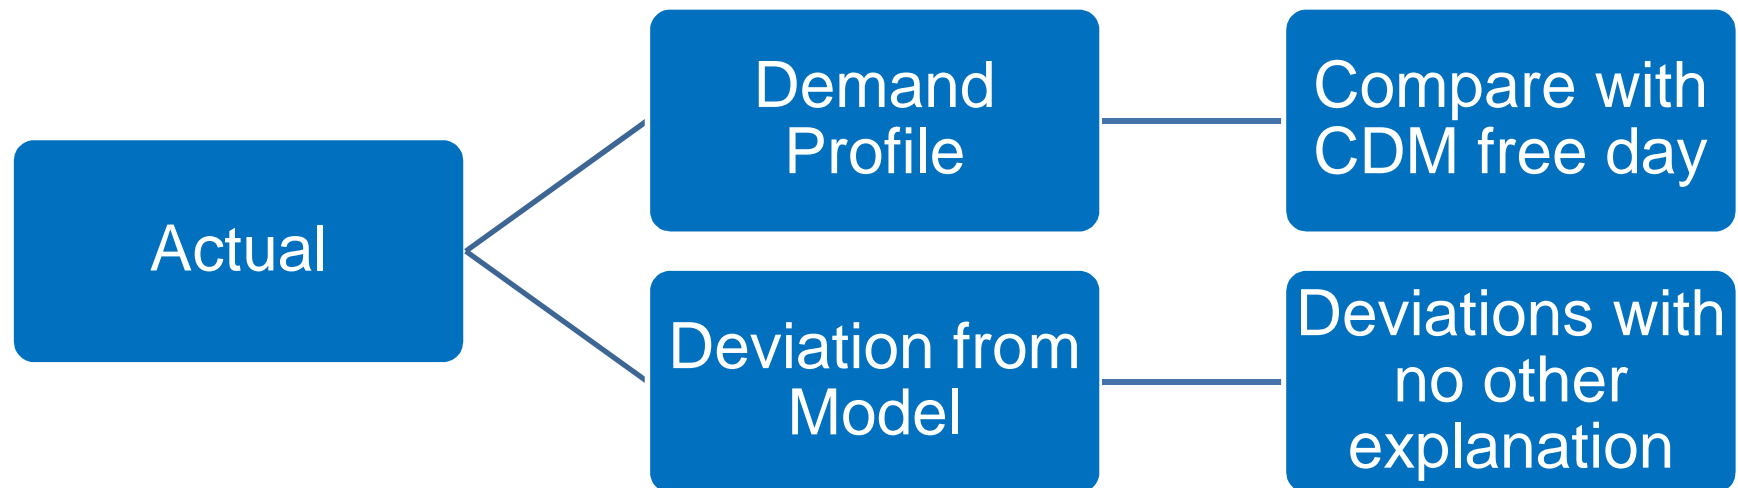 Actual
Demand
Profile
Compare with
CDM free day
Deviation from
Model
Deviations with
no other
explanation